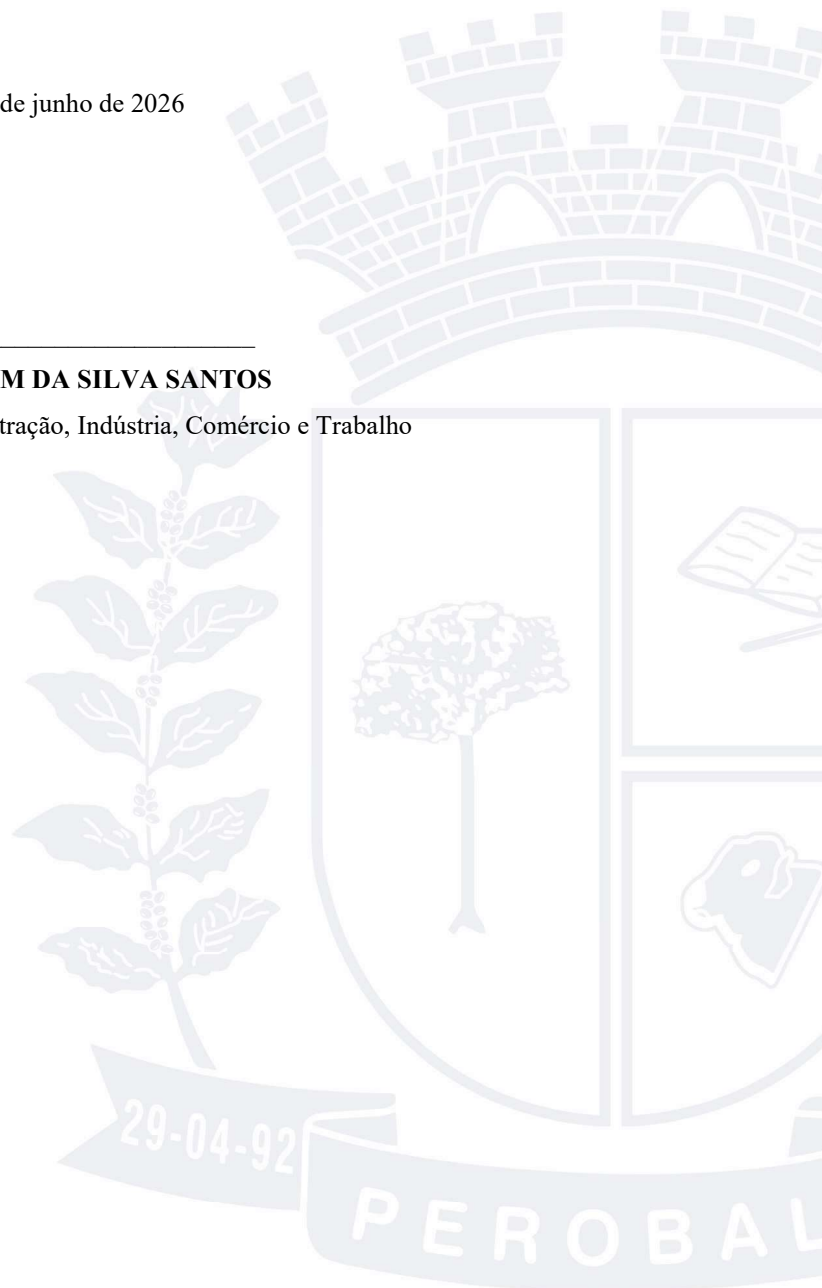 de junho de 2026
M DA SILVA SANTOS
tração, Indústria, Comércio e Trabalho
29-04-92
PEROBAL